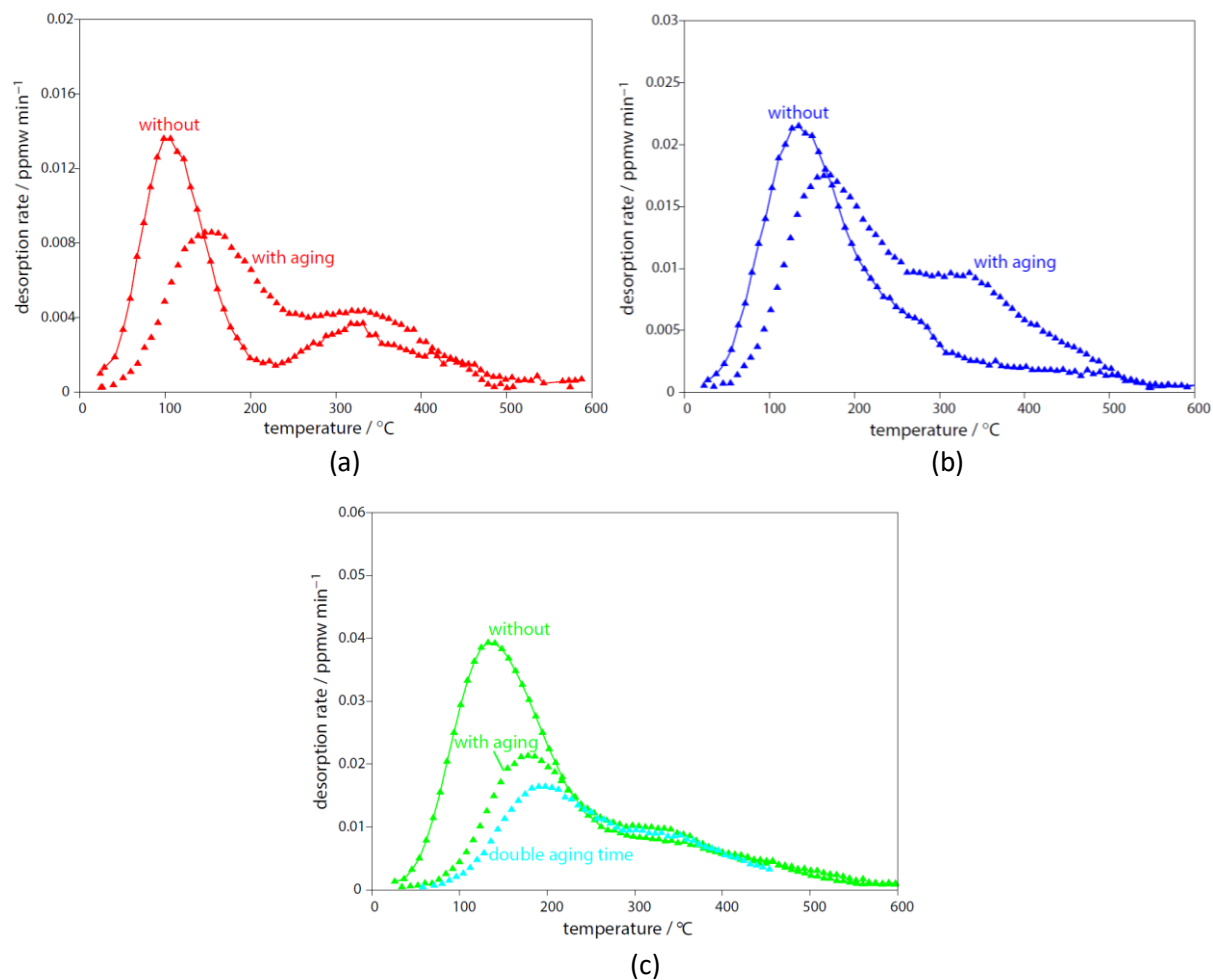 0.02
0.016
0.012
0.008
0.004
0
desorption rate / ppmw min⁻¹
without
with aging
0 100 200 300 400 500 600
temperature / °C
(a)
0.03
0.025
0.02
0.015
0.01
0.005
0
desorption rate / ppmw min⁻¹
without
with aging
0 100 200 300 400 500 600
temperature / °C
(b)
0.06
0.05
0.04
0.03
0.02
0.01
0
desorption rate / ppmw min⁻¹
without
with aging
double aging time
0 100 200 300 400 500 600
temperature / °C
(c)